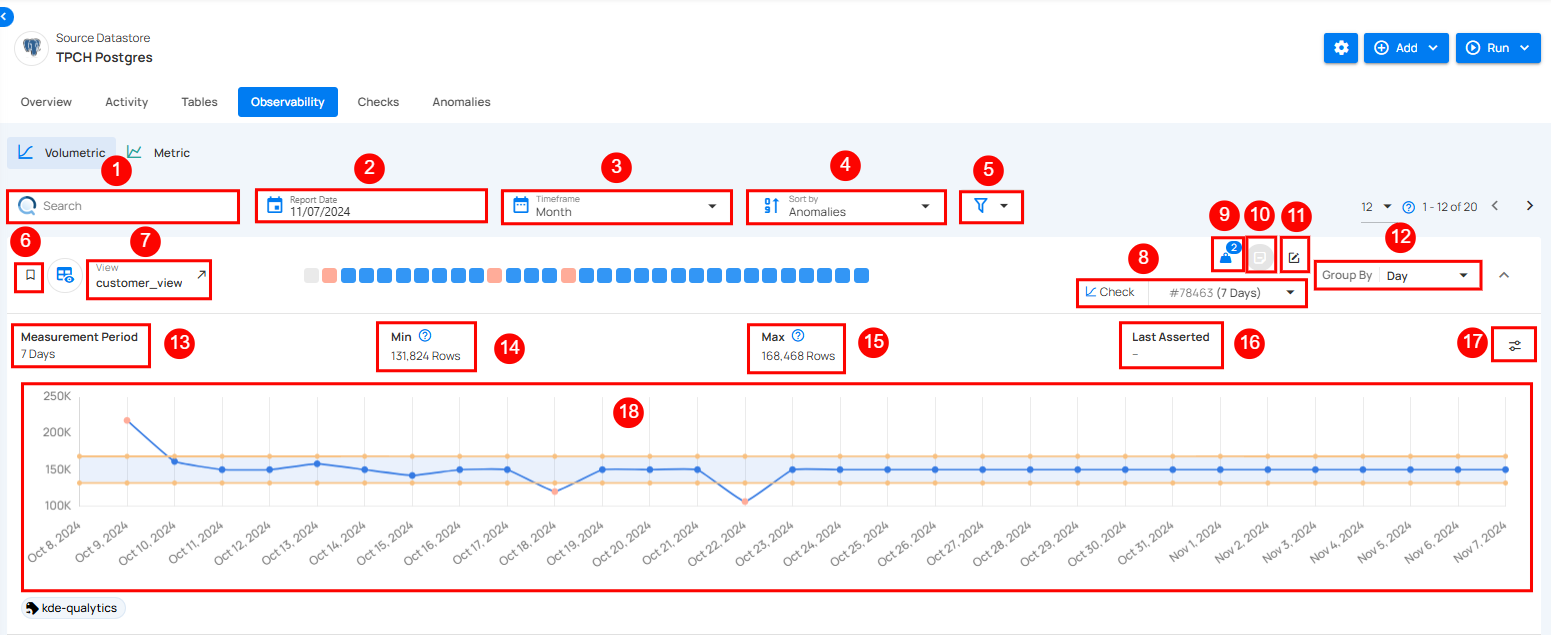 Source Datastore
TPCH Postgres
Add
Run
Overview Activity Tables Observability Checks Anomalies
Volumetric Metric
1 2 3 4 5
Search
Report Date
11/07/2024
Timeframe
Month
Sort by
Anomalies
12 1 - 12 of 20
6 7 8 9 10 11 12
View
customer_view
2
Check #78463 (7 Days)
Group By Day
Measurement Period
7 Days
13
Min
131,824 Rows
14
Max
168,468 Rows
15
Last Asserted
–
16
17
18
250K
200K
150K
100K
Oct 8, 2024 Oct 9, 2024 Oct 10, 2024 Oct 11, 2024 Oct 12, 2024 Oct 13, 2024 Oct 14, 2024 Oct 15, 2024 Oct 16, 2024 Oct 17, 2024 Oct 18, 2024 Oct 19, 2024 Oct 20, 2024 Oct 21, 2024 Oct 22, 2024 Oct 23, 2024 Oct 24, 2024 Oct 25, 2024 Oct 26, 2024 Oct 27, 2024 Oct 28, 2024 Oct 29, 2024 Oct 30, 2024 Oct 31, 2024 Nov 1, 2024 Nov 2, 2024 Nov 3, 2024 Nov 4, 2024 Nov 5, 2024 Nov 6, 2024 Nov 7, 2024
kde-qualytics